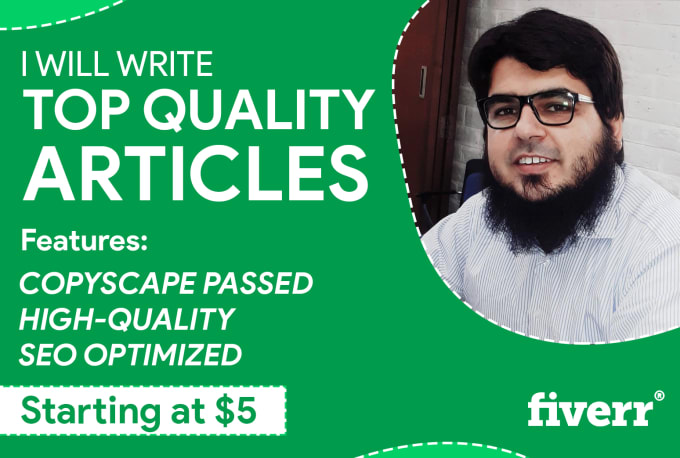 I WILL WRITE
TOP QUALITY
ARTICLES
Features:
COPYSCAPE PASSED
HIGH-QUALITY
SEO OPTIMIZED
Starting at $5
fiverr®